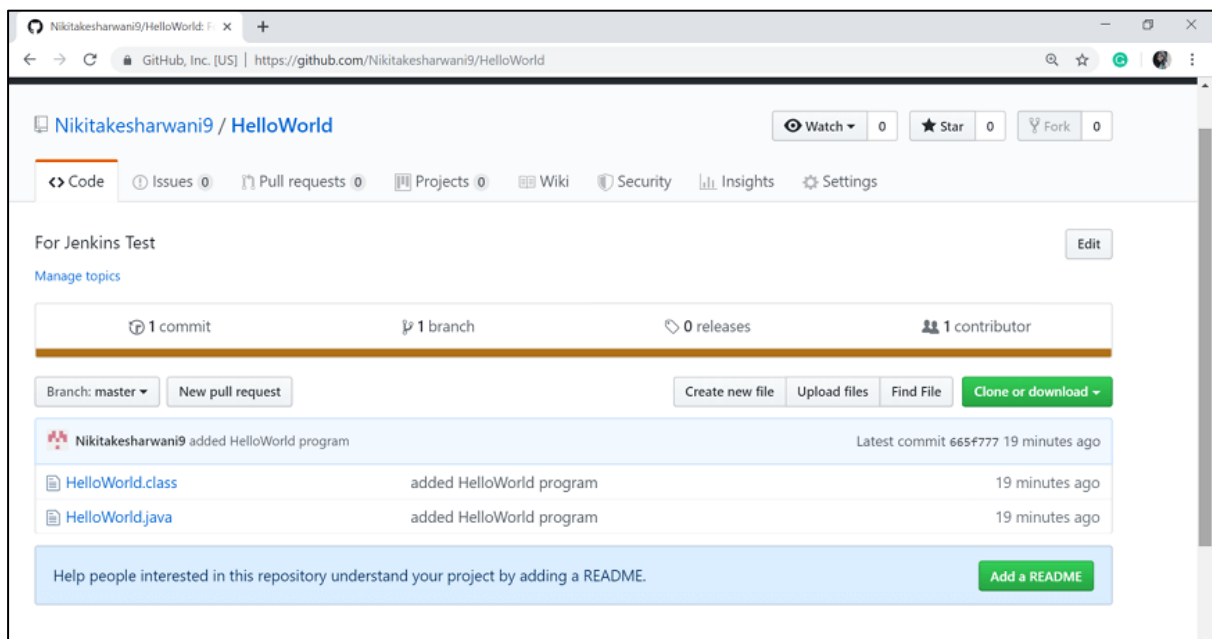 Nikitakesharwani9/HelloWorld: F
GitHub, Inc. [US] | https://github.com/Nikitakesharwani9/HelloWorld
Nikitakesharwani9 / HelloWorld
Watch 0 Star 0 Fork 0
Code Issues 0 Pull requests 0 Projects 0 Wiki Security Insights Settings
For Jenkins Test Edit
Manage topics
1 commit 1 branch 0 releases 1 contributor
Branch: master New pull request Create new file Upload files Find File Clone or download
Nikitakesharwani9 added HelloWorld program Latest commit 665f777 19 minutes ago
HelloWorld.class added HelloWorld program 19 minutes ago
HelloWorld.java added HelloWorld program 19 minutes ago
Help people interested in this repository understand your project by adding a README. Add a README